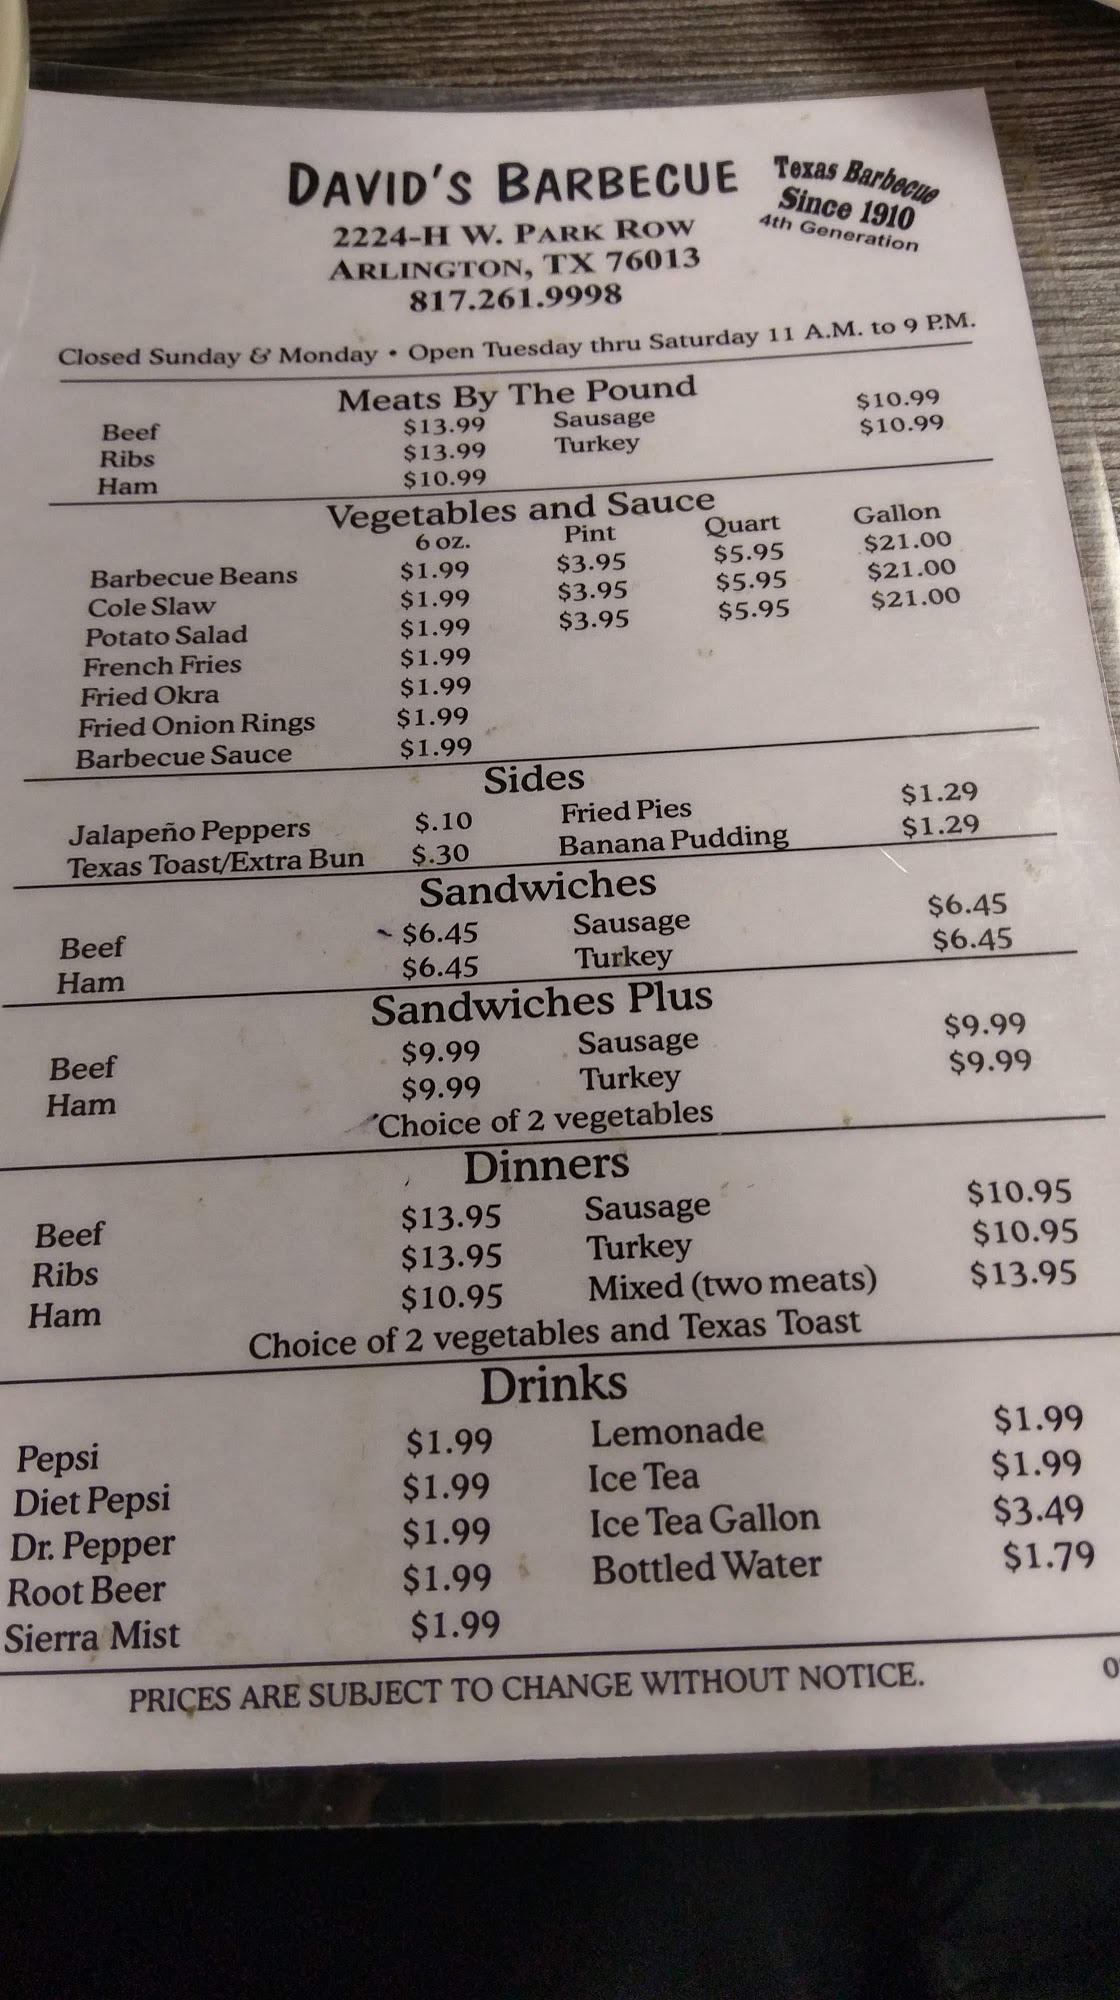 DAVID'S BARBECUE
Texas Barbecue
Since 1910
4th Generation
2224-H W. PARK ROW
ARLINGTON, TX 76013
817.261.9998
Closed Sunday & Monday • Open Tuesday thru Saturday 11 A.M. to 9 P.M.
Meats By The Pound
Beef $13.99 Sausage $10.99
Ribs $13.99 Turkey $10.99
Ham $10.99
Vegetables and Sauce
6 oz. Pint Quart Gallon
Barbecue Beans $1.99 $3.95 $5.95 $21.00
Cole Slaw $1.99 $3.95 $5.95 $21.00
Potato Salad $1.99 $3.95 $5.95 $21.00
French Fries $1.99
Fried Okra $1.99
Fried Onion Rings $1.99
Barbecue Sauce $1.99
Sides
Jalapeño Peppers $.10 Fried Pies $1.29
Texas Toast/Extra Bun $.30 Banana Pudding $1.29
Sandwiches
Beef $6.45 Sausage $6.45
Ham $6.45 Turkey $6.45
Sandwiches Plus
Beef $9.99 Sausage $9.99
Ham $9.99 Turkey $9.99
Choice of 2 vegetables
Dinners
Beef $13.95 Sausage $10.95
Ribs $13.95 Turkey $10.95
Ham $10.95 Mixed (two meats) $13.95
Choice of 2 vegetables and Texas Toast
Drinks
Pepsi $1.99 Lemonade $1.99
Diet Pepsi $1.99 Ice Tea $1.99
Dr. Pepper $1.99 Ice Tea Gallon $3.49
Root Beer $1.99 Bottled Water $1.79
Sierra Mist $1.99
PRICES ARE SUBJECT TO CHANGE WITHOUT NOTICE.